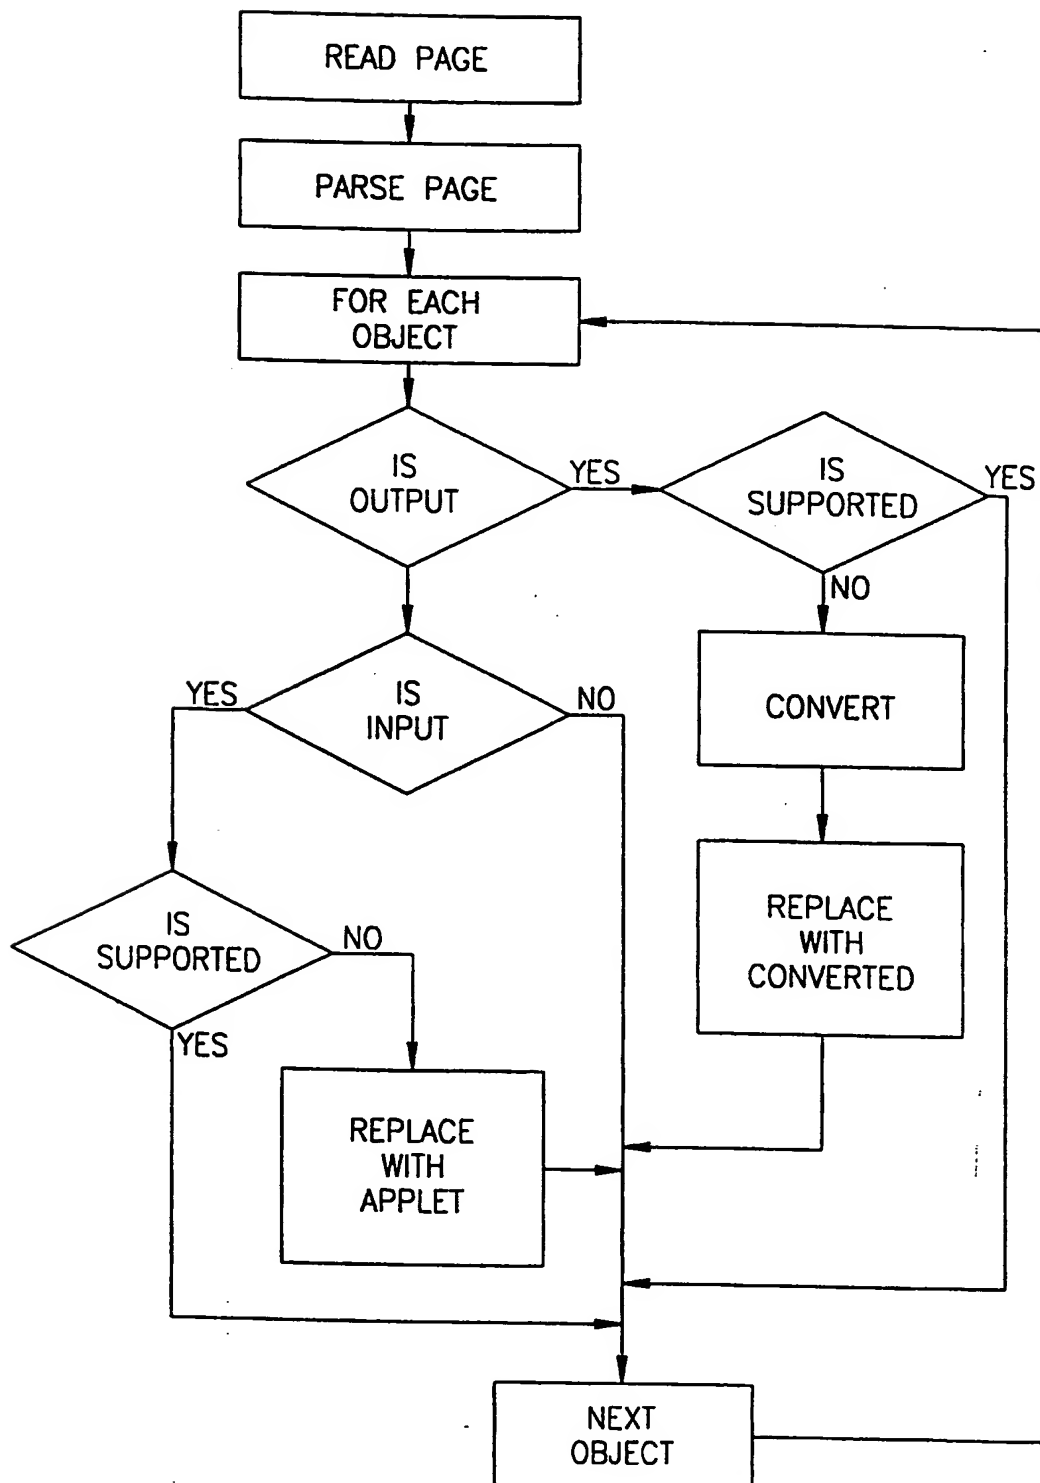 READ PAGE
PARSE PAGE
FOR EACH
OBJECT
IS
OUTPUT
YES
IS
SUPPORTED
YES
NO
IS
INPUT
YES
NO
CONVERT
REPLACE
WITH
CONVERTED
IS
SUPPORTED
NO
YES
REPLACE
WITH
APPLET
NEXT
OBJECT